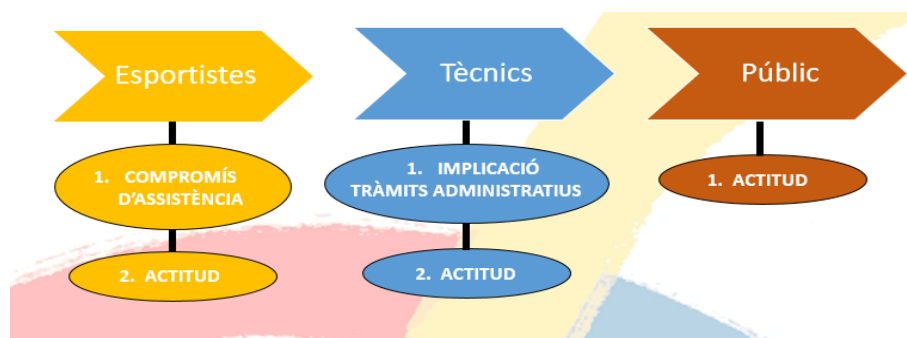 Esportistes
1. COMPROMÍS
D'ASSISTÈNCIA
2. ACTITUD
Tècnics
1. IMPLICACIÓ
TRÀMITS ADMINISTRATIUS
2. ACTITUD
Públic
1. ACTITUD